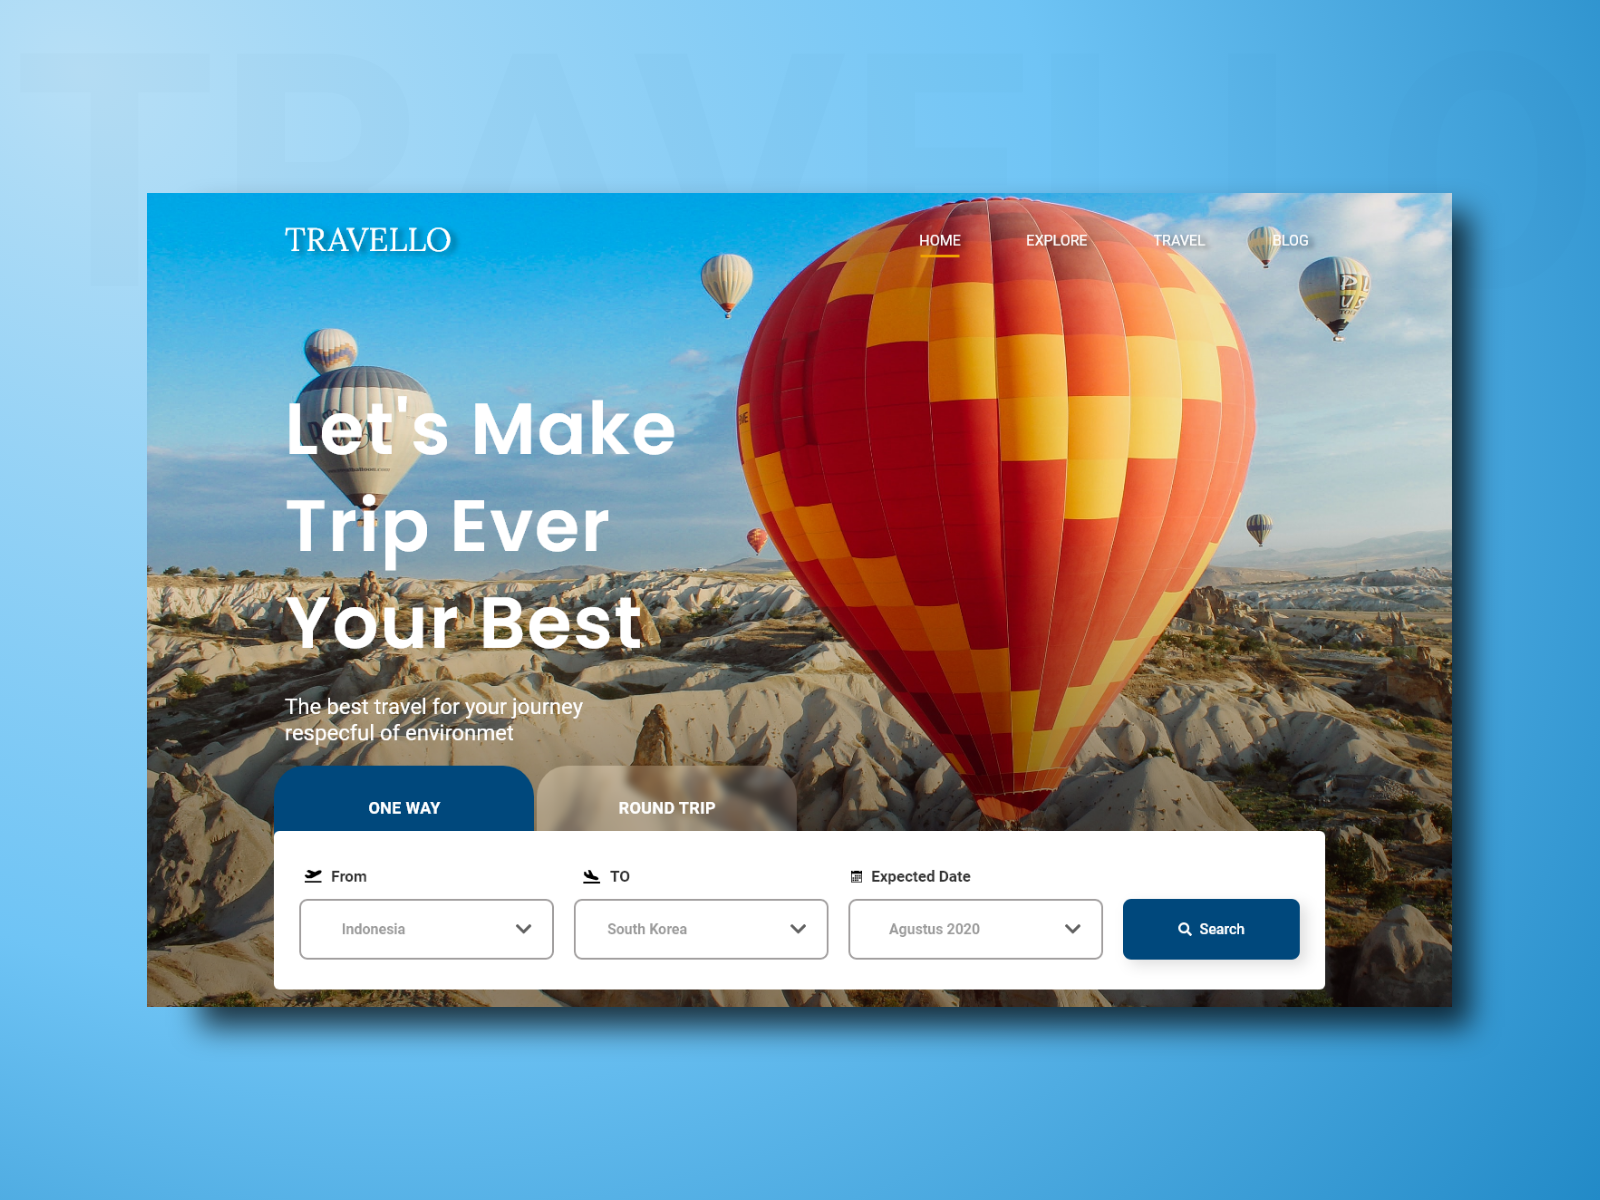 TRAVELLO
TRAVELLO
HOME
EXPLORE
TRAVEL
BLOG
Let's Make
Trip Ever
Your Best
The best travel for your journey
respecful of environmet
ONE WAY
ROUND TRIP
From
TO
Expected Date
Indonesia
South Korea
Agustus 2020
Search